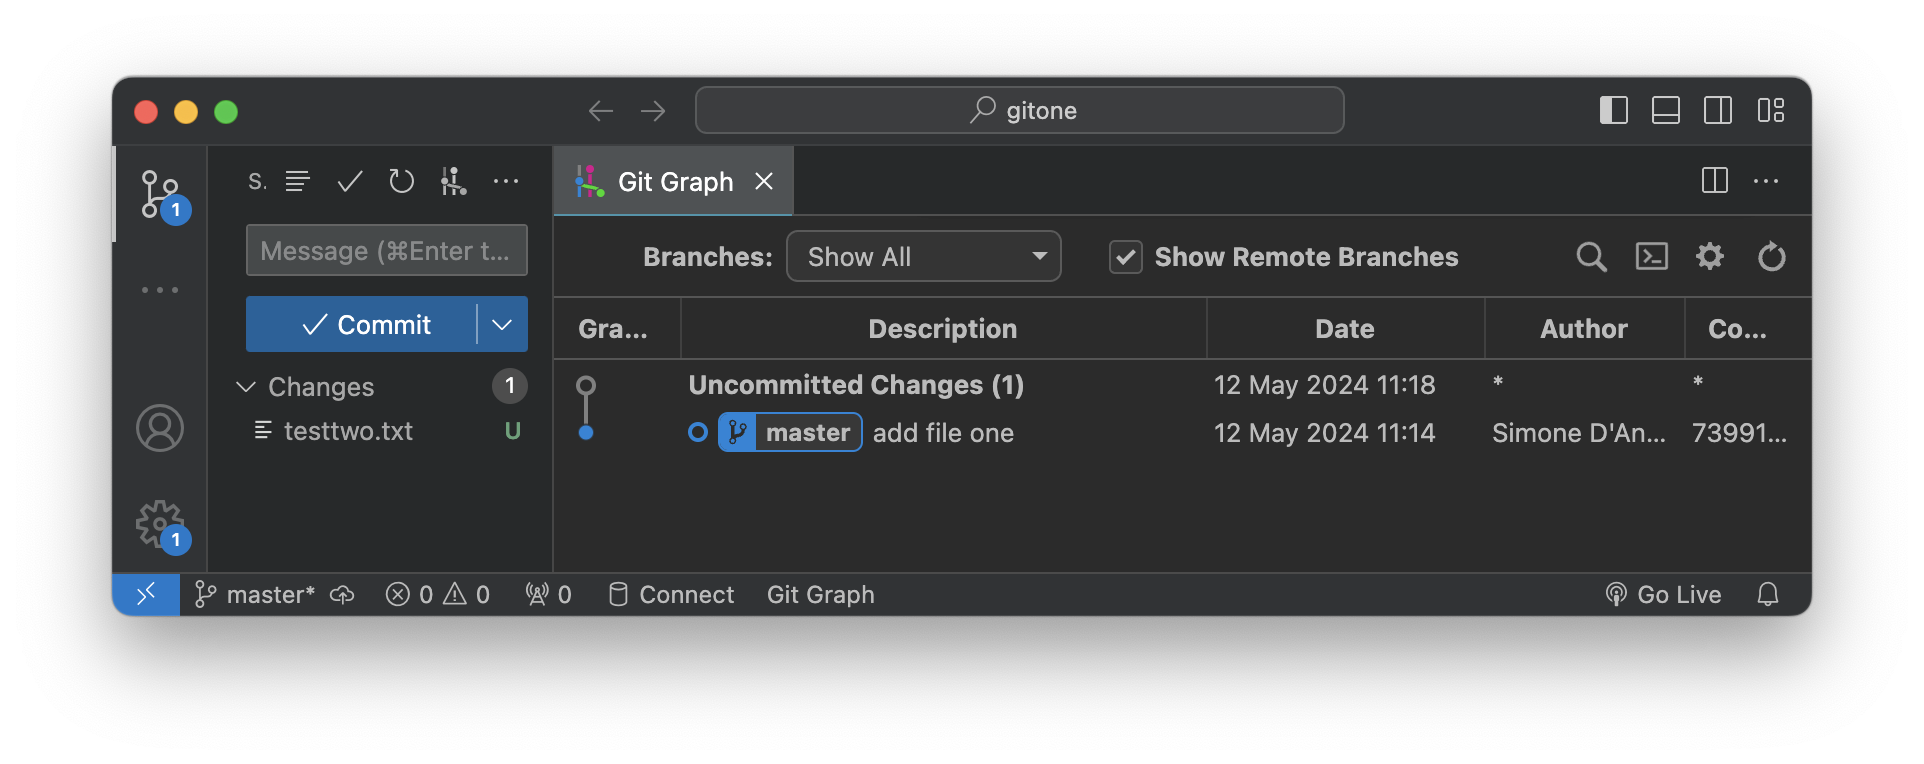 gitone
1
S.
Git Graph
Message (⌘Enter t...
Branches: Show All Show Remote Branches
Commit
Gra... Description Date Author Co...
Changes 1
Uncommitted Changes (1) 12 May 2024 11:18 * *
testtwo.txt U
master add file one 12 May 2024 11:14 Simone D'An... 73991...
1
master* 0 0 0 Connect Git Graph Go Live